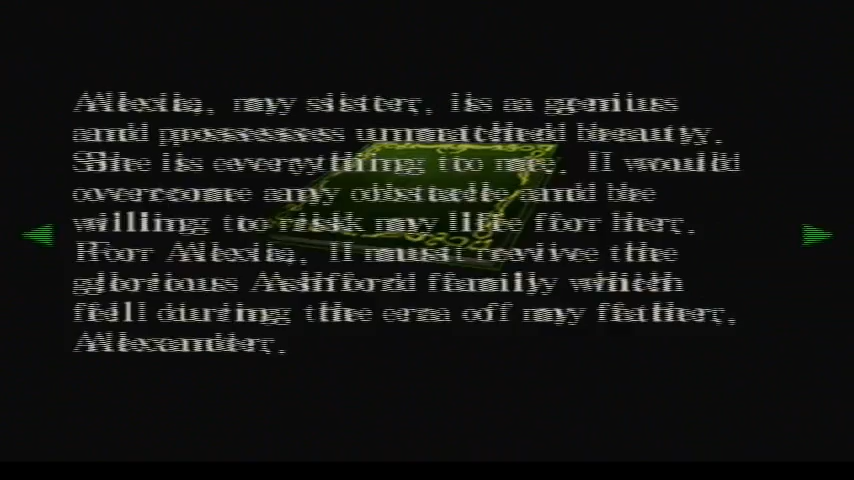 Alexia, my sister, is a genius
and possesses unmatched beauty.
She is everything to me. I would
overcome any obstacle and be
willing to risk my life for her.
For Alexia, I must revive the
glorious Ashford family which
fell during the era of my father,
Alexander.